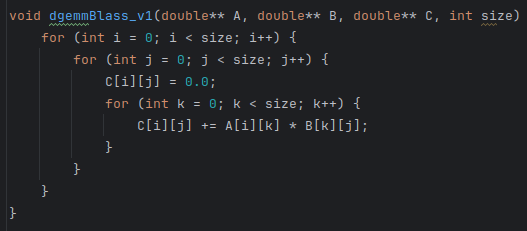 void dgemmBlass_v1(double** A, double** B, double** C, int size)
    for (int i = 0; i < size; i++) {
        for (int j = 0; j < size; j++) {
            C[i][j] = 0.0;
            for (int k = 0; k < size; k++) {
                C[i][j] += A[i][k] * B[k][j];
            }
        }
    }
}